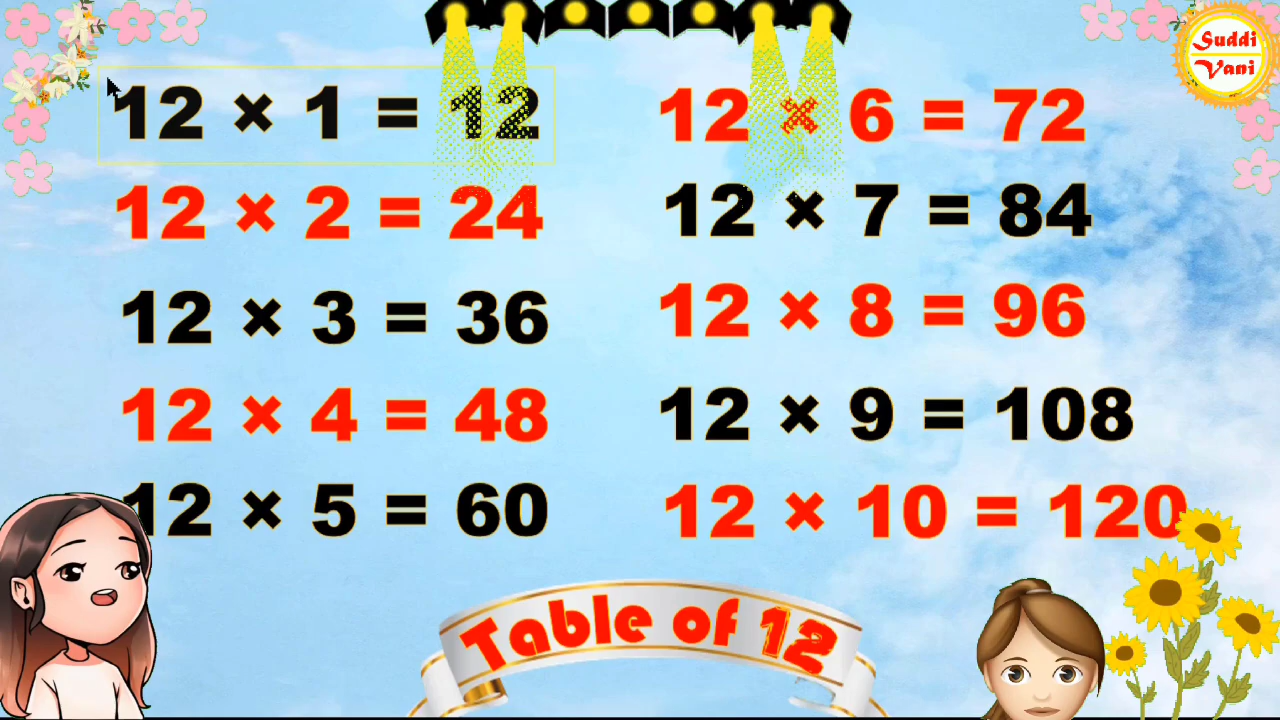 12 × 1 = 12
12 × 2 = 24
12 × 3 = 36
12 × 4 = 48
12 × 5 = 60
12 × 6 = 72
12 × 7 = 84
12 × 8 = 96
12 × 9 = 108
12 × 10 = 120
Table of 12
Suddi
Vani